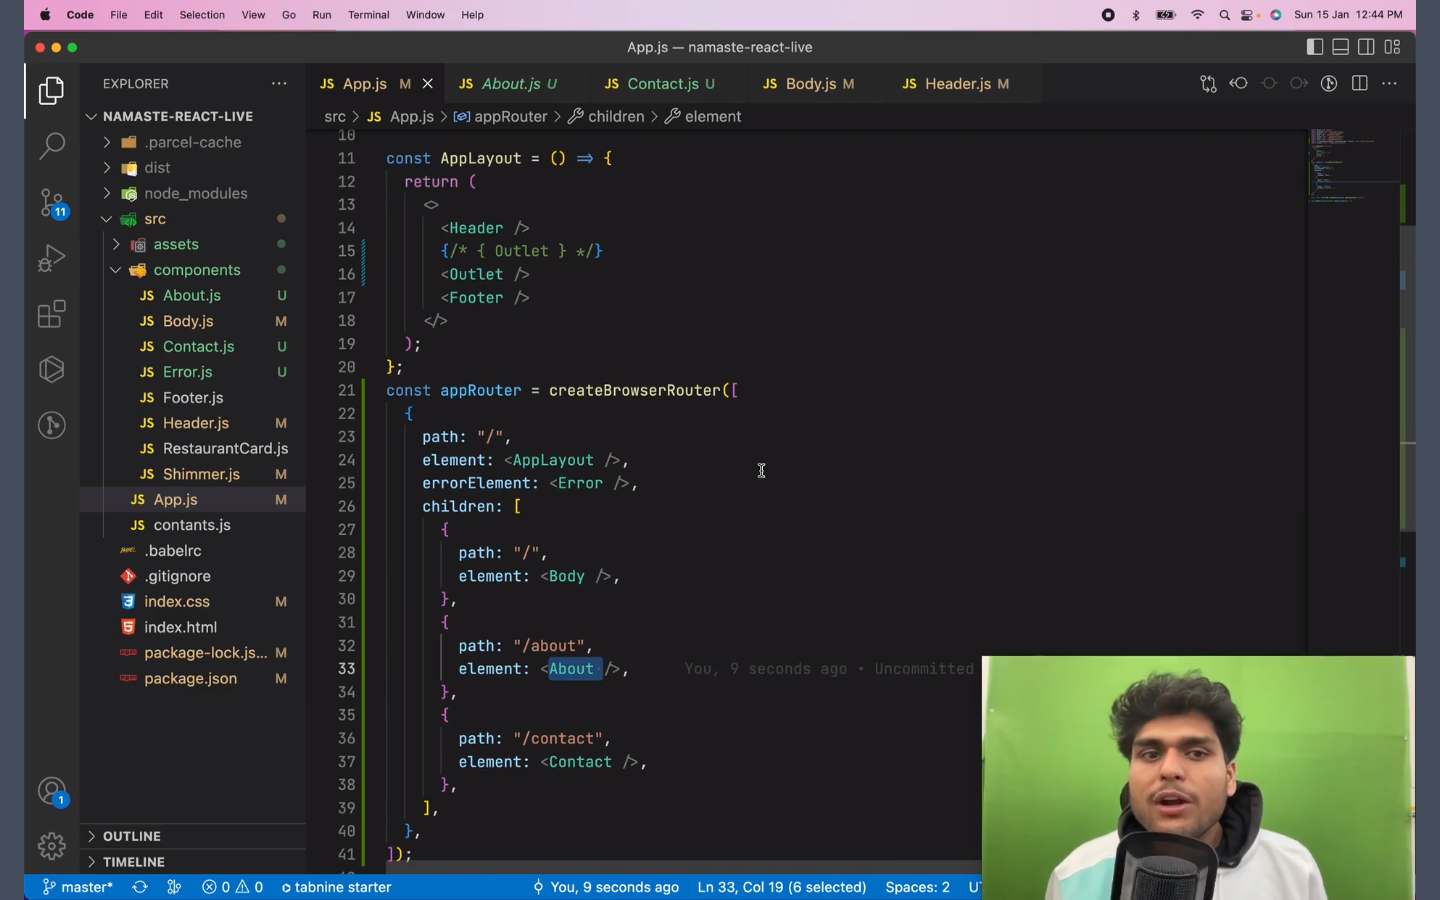 Code File Edit Selection View Go Run Terminal Window Help Sun 15 Jan 12:44 PM
App.js — namaste-react-live
EXPLORER
NAMASTE-REACT-LIVE
.parcel-cache
dist
node_modules
src
assets
components
JS About.js U
JS Body.js M
JS Contact.js U
JS Error.js U
JS Footer.js
JS Header.js M
JS RestaurantCard.js
JS Shimmer.js M
JS App.js M
JS contants.js
.babelrc
.gitignore
index.css M
index.html
package-lock.js... M
package.json M
OUTLINE
TIMELINE
11
1
JS App.js M JS About.js U JS Contact.js U JS Body.js M JS Header.js M
src > JS App.js > appRouter > children > element
10
11 const AppLayout = () => {
12 return (
13 <>
14 <Header />
15 {/* { Outlet } */}
16 <Outlet />
17 <Footer />
18 </>
19 );
20 };
21 const appRouter = createBrowserRouter([
22 {
23 path: "/",
24 element: <AppLayout />,
25 errorElement: <Error />,
26 children: [
27 {
28 path: "/",
29 element: <Body />,
30 },
31 {
32 path: "/about",
33 element: <About />, You, 9 seconds ago • Uncommitted
34 },
35 {
36 path: "/contact",
37 element: <Contact />,
38 },
39 ],
40 },
41 ]);
master* 0 0 tabnine starter You, 9 seconds ago Ln 33, Col 19 (6 selected) Spaces: 2